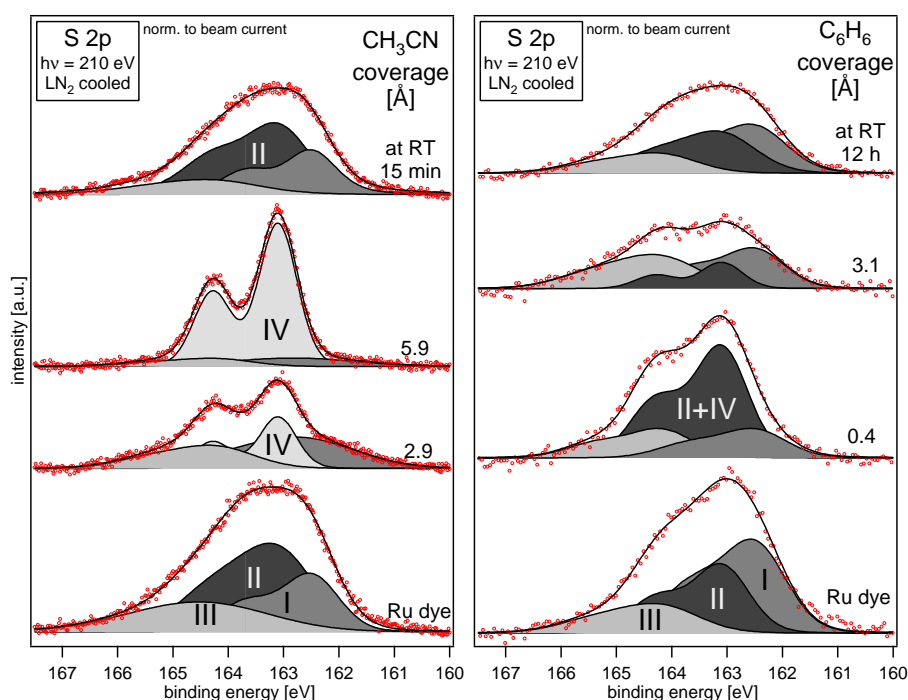 S 2p
hν = 210 eV
LN2 cooled
norm. to beam current
CH3CN
coverage
[Å]
at RT
15 min
II
IV
5.9
IV
2.9
II
I
III
Ru dye
intensity [a.u.]
167 166 165 164 163 162 161 160
binding energy [eV]
S 2p
hν = 210 eV
LN2 cooled
norm. to beam current
C6H6
coverage
[Å]
at RT
12 h
3.1
II+IV
0.4
I
II
III
Ru dye
167 166 165 164 163 162 161 160
binding energy [eV]